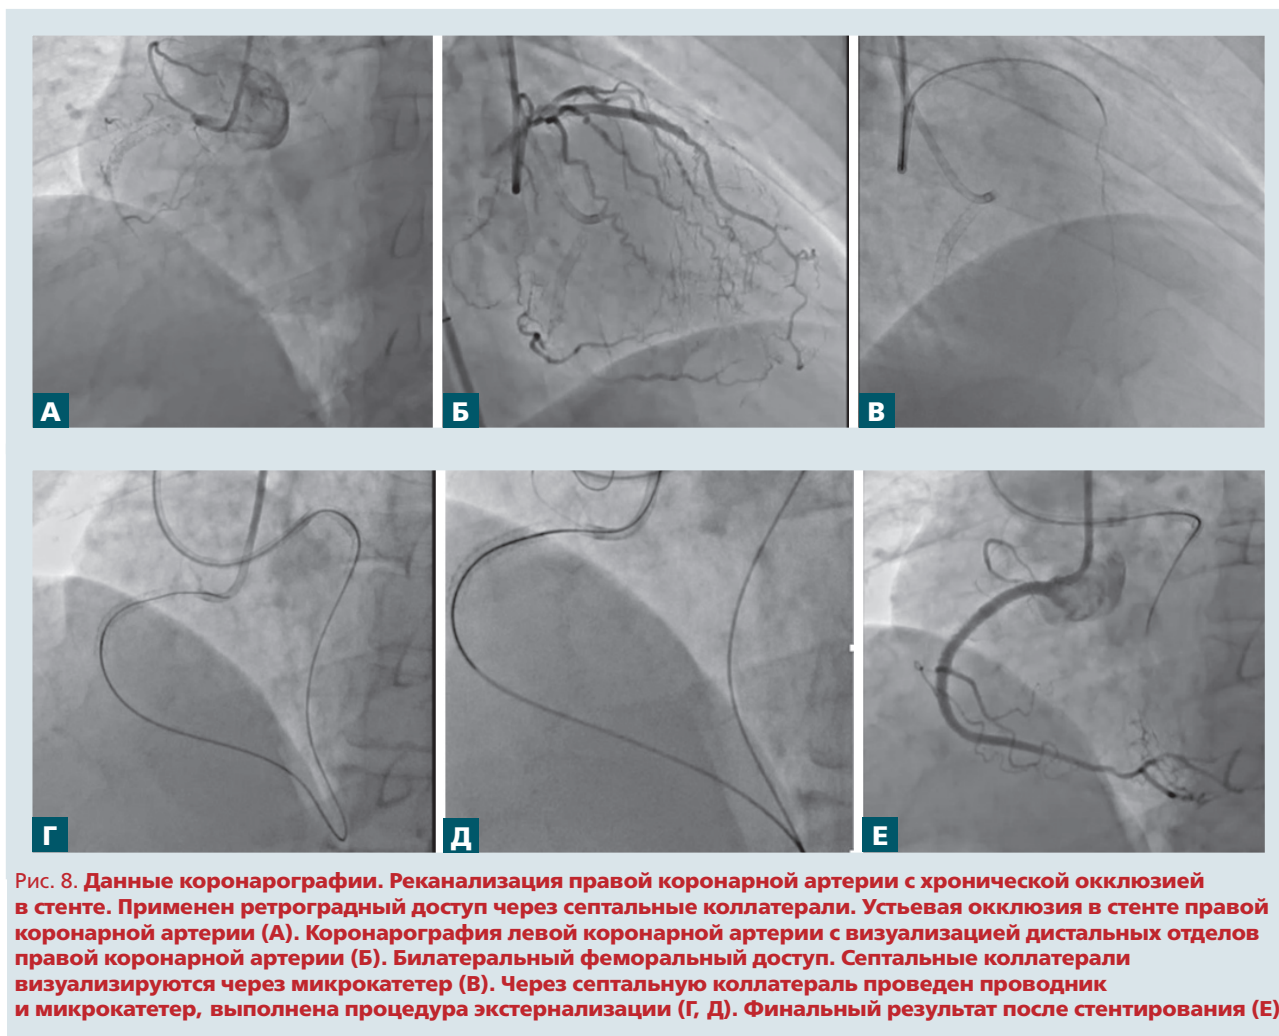 А
Б
В
Г
Д
Е
Рис. 8. Данные коронарографии. Реканализация правой коронарной артерии с хронической окклюзией
в стенте. Применен ретроградный доступ через септальные коллатерали. Устьевая окклюзия в стенте правой
коронарной артерии (А). Коронарография левой коронарной артерии с визуализацией дистальных отделов
правой коронарной артерии (Б). Билатеральный феморальный доступ. Септальные коллатерали
визуализируются через микрокатетер (В). Через септальную коллатераль проведен проводник
и микрокатетер, выполнена процедура экстернализации (Г, Д). Финальный результат после стентирования (Е)